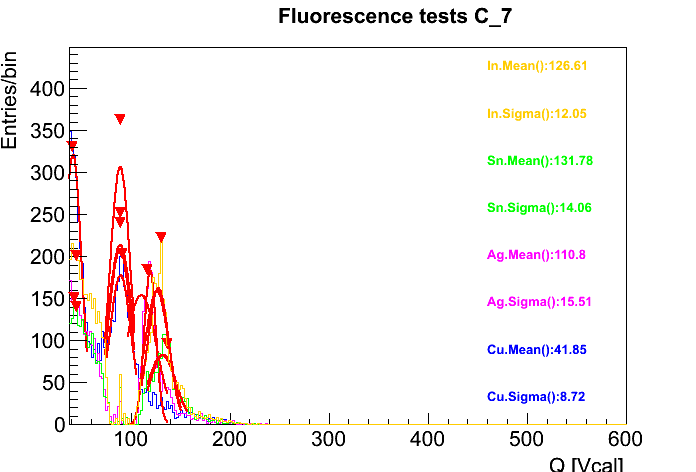 Fluorescence tests C_7
Entries/bin
400
350
300
250
200
150
100
50
0
In.Mean():126.61
In.Sigma():12.05
Sn.Mean():131.78
Sn.Sigma():14.06
Ag.Mean():110.8
Ag.Sigma():15.51
Cu.Mean():41.85
Cu.Sigma():8.72
100 200 300 400 500 600
Q [Vcal]